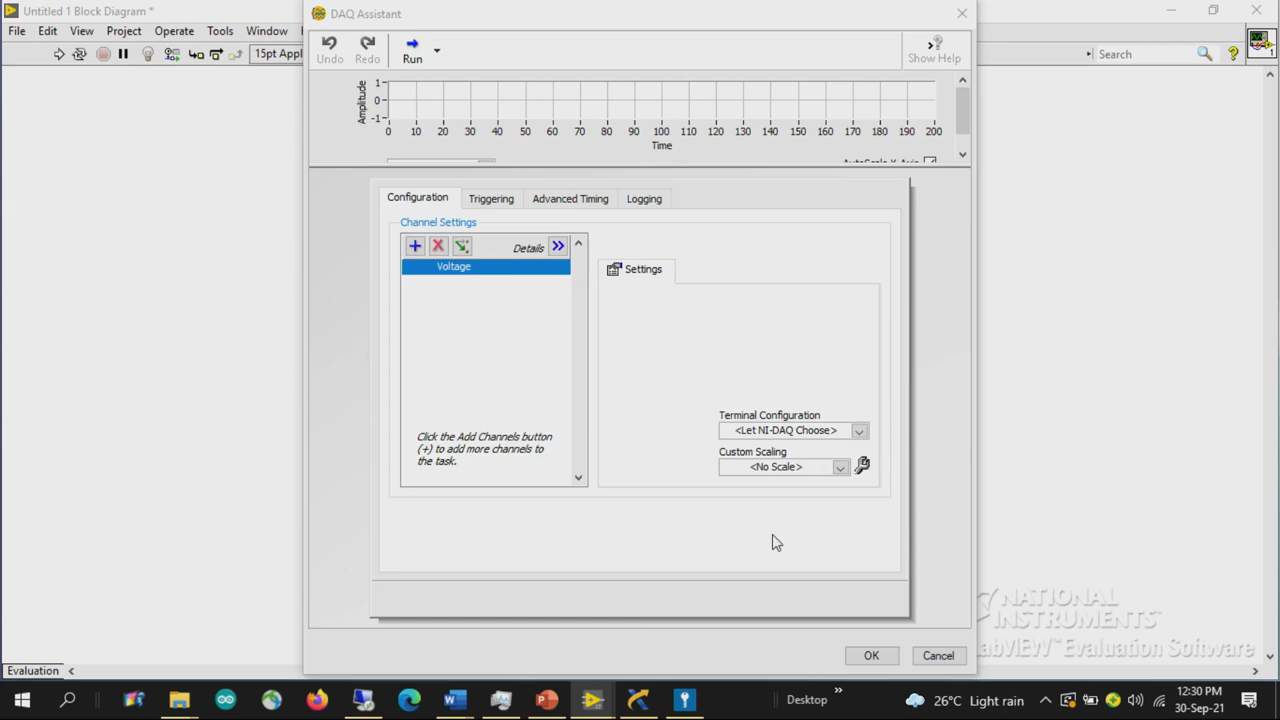 Untitled 1 Block Diagram *
DAQ Assistant
File Edit View Project Operate Tools Window
Undo Redo Run Show Help
15pt Appl
Search
1
Amplitude
1
0
-1
0 10 20 30 40 50 60 70 80 90 100 110 120 130 140 150 160 170 180 190 200
Time
AutoScale Y-Axis
Configuration Triggering Advanced Timing Logging
Channel Settings
Details
Voltage
Settings
Click the Add Channels button
(+) to add more channels to
the task.
Terminal Configuration
<Let NI-DAQ Choose>
Custom Scaling
<No Scale>
NATIONAL
INSTRUMENTS™
LabVIEW™ Evaluation Software
OK Cancel
Evaluation
Desktop
26°C Light rain
12:30 PM
30-Sep-21